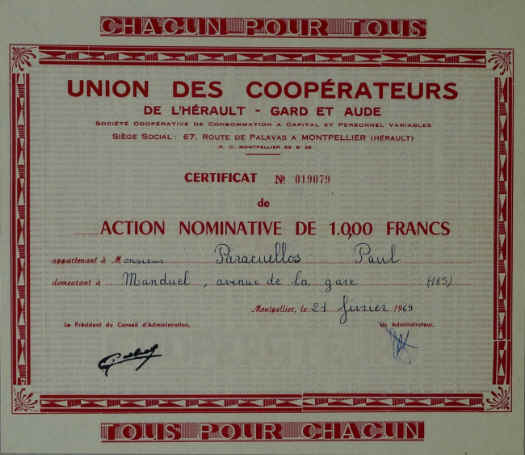 CHACUN POUR TOUS
UNION DES COOPÉRATEURS
DE L'HÉRAULT - GARD ET AUDE
SOCIÉTÉ COOPÉRATIVE DE CONSOMMATION A CAPITAL ET PERSONNEL VARIABLES
SIÈGE SOCIAL : 67, ROUTE DE PALAVAS A MONTPELLIER (HÉRAULT)
R. C. MONTPELLIER
CERTIFICAT № 019079
de
ACTION NOMINATIVE DE 1.000 FRANCS
appartenant à Monsieur Paracuellos Paul
demeurant à Manduel, avenue de la gare (185)
Montpellier, le 21 février 1969
Le Président du Conseil d'Administration, Un Administrateur,
TOUS POUR CHACUN